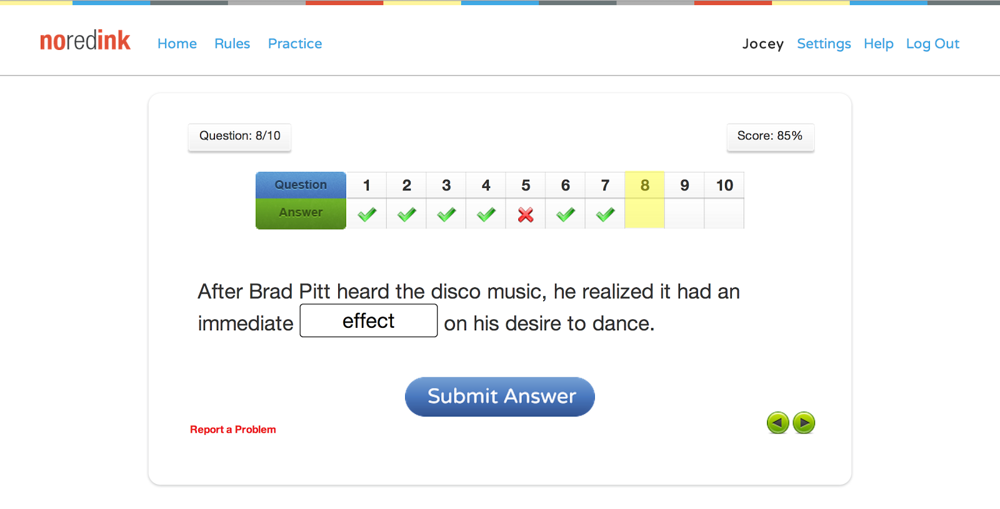 noredink Home Rules Practice Jocey Settings Help Log Out
Question: 8/10 Score: 85%
Question 1 2 3 4 5 6 7 8 9 10
Answer
After Brad Pitt heard the disco music, he realized it had an
immediate effect on his desire to dance.
Submit Answer
Report a Problem